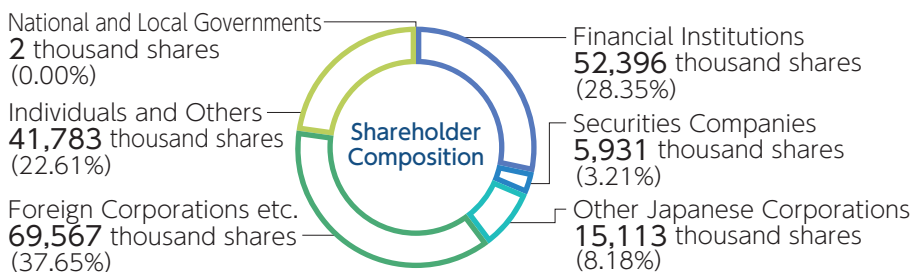 National and Local Governments
2 thousand shares
(0.00%)
Individuals and Others
41,783 thousand shares
(22.61%)
Foreign Corporations etc.
69,567 thousand shares
(37.65%)
Shareholder
Composition
Financial Institutions
52,396 thousand shares
(28.35%)
Securities Companies
5,931 thousand shares
(3.21%)
Other Japanese Corporations
15,113 thousand shares
(8.18%)